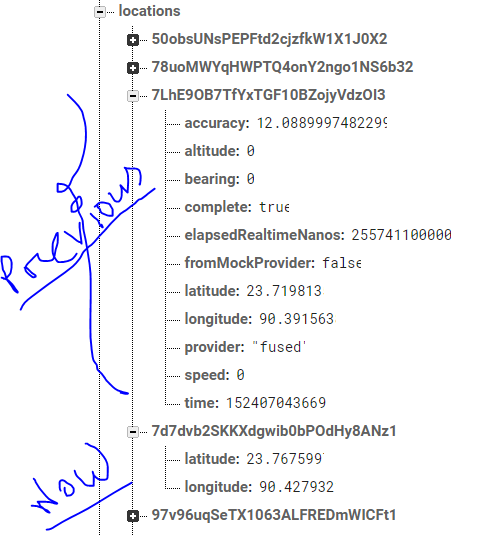 locations
50obsUNsPEPFtd2cjzfkW1X1J0X2
78uoMWYqHWPTQ4onY2ngo1NS6b32
7LhE9OB7TfYxTGF10BZojyVdzOl3
accuracy: 12.088999748229
altitude: 0
bearing: 0
complete: true
Previous
elapsedRealtimeNanos: 255741100000
fromMockProvider: false
latitude: 23.719813
longitude: 90.391563
provider: "fused"
speed: 0
time: 152407043669
7d7dvb2SKKXdgwib0bPOdHy8ANz1
Now
latitude: 23.767599
longitude: 90.427932
97v96uqSeTX1063ALFREDmWICFt1